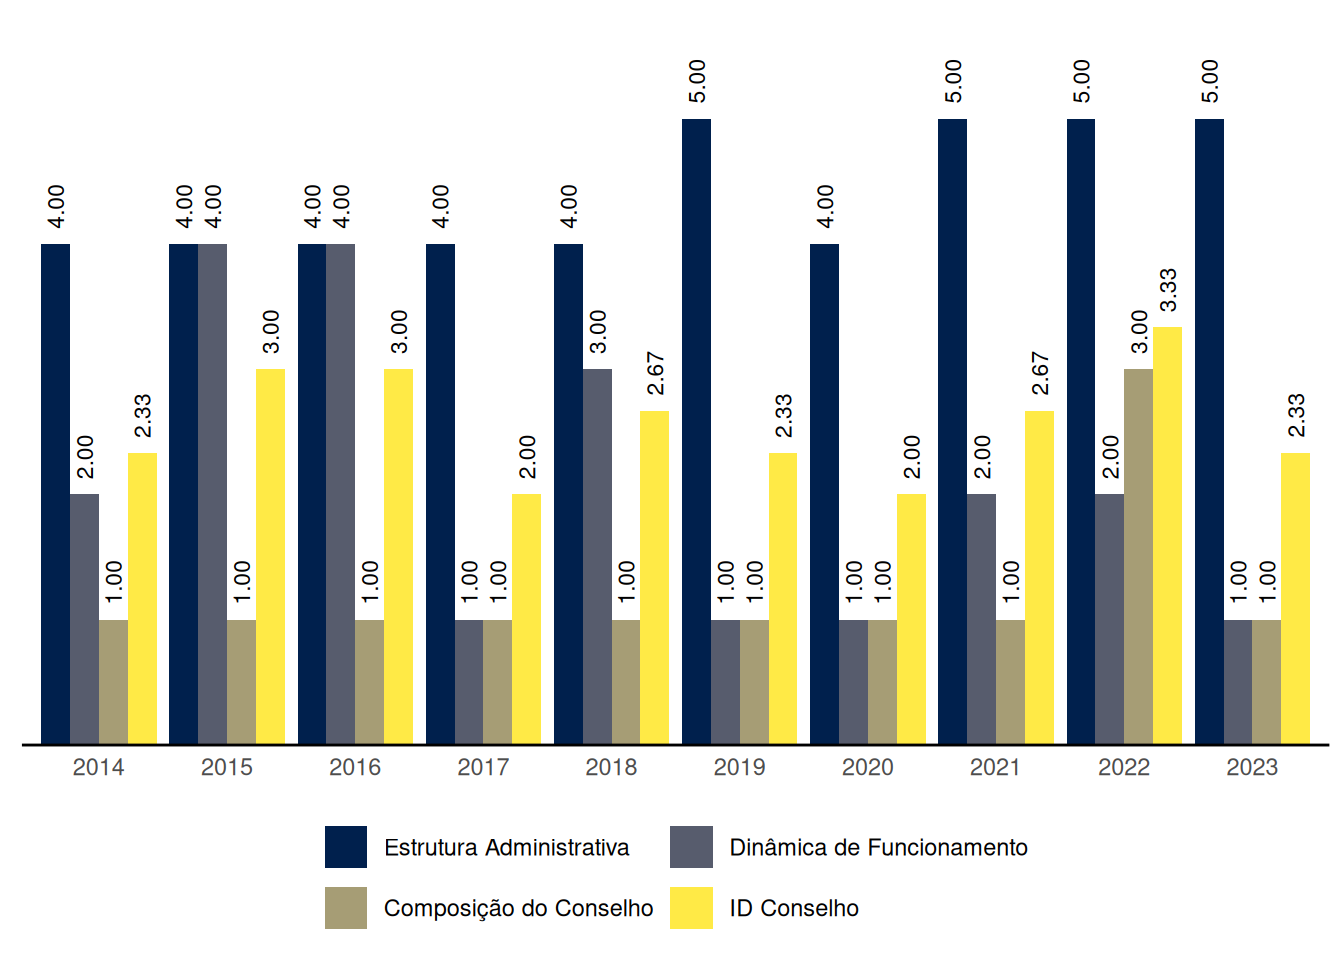 4.00 2.00 1.00 2.33 4.00 4.00 1.00 3.00 4.00 4.00 1.00 3.00 4.00 1.00 1.00 2.00 4.00 3.00 1.00 2.67 5.00 1.00 1.00 2.33 4.00 1.00 1.00 2.00 5.00 2.00 1.00 2.67 5.00 2.00 3.00 3.33 5.00 1.00 1.00 2.33
2014 2015 2016 2017 2018 2019 2020 2021 2022 2023
Estrutura Administrativa Dinâmica de Funcionamento
Composição do Conselho ID Conselho